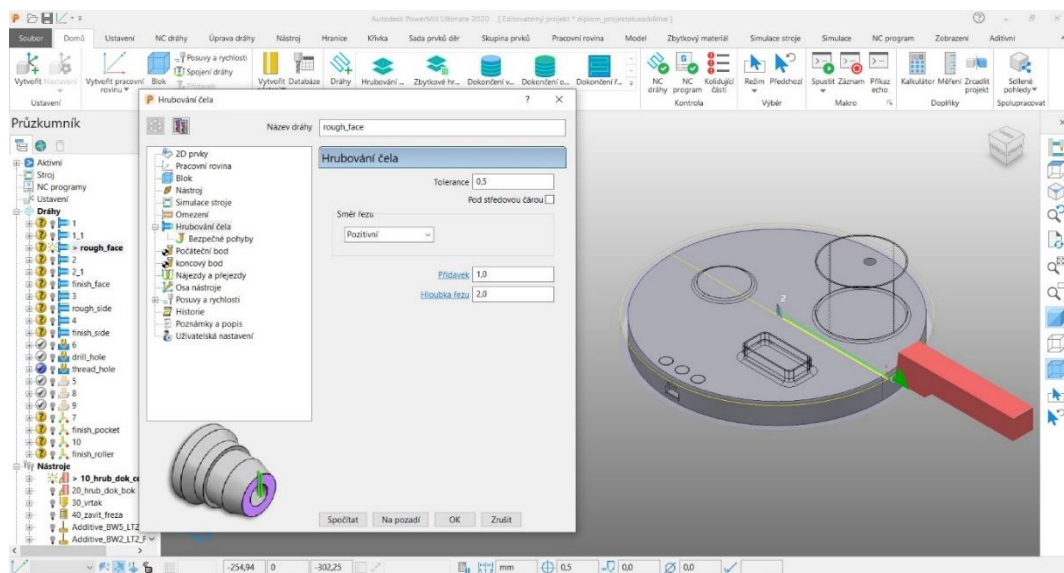 Autodesk PowerMill Ultimate 2020 [ Editovatelný projekt * diplom_projektplusadditive ]
Soubor Domů Ustavení NC dráhy Úprava dráhy Nástroj Hranice Křivka Sada prvků děr Skupina prvků Pracovní rovina Model Zbytkový materiál Simulace stroje Simulace NC program Zobrazení Aditivní
Posuvy a rychlosti
Spojení dráhy
Vytvořit Nastavení
Vytvořit pracovní rovinu
Blok
Vytvořit
Databáze
Dráhy
Hrubování ...
Zbytkové hr...
Dokončení v...
Dokončení o...
Dokončení ř...
NC dráhy
NC program
Kolidující části
Režim
Předchozí
Spustit
Záznam
Příkaz echo
Kalkulátor
Měření
Zrcadlit projekt
Sdílené pohledy
Ustavení
Kontrola
Výběr
Makro
Doplňky
Spolupracovat
Průzkumník
Aktivní
Stroj
NC programy
Ustavení
Dráhy
1
1_1
> rough_face
2
2_1
finish_face
3
rough_side
4
finish_side
6
drill_hole
thread_hole
5
8
9
7
finish_pocket
10
finish_roller
Nástroje
> 10_hrub_dok_ce
20_hrub_dok_bok
30_vrtak
40_zavit_freza
Additive_BW5_LT2
Additive_BW2_LT2_F
Hrubování čela
? ×
Název dráhy rough_face
2D prvky
Pracovní rovina
Blok
Nástroj
Simulace stroje
Omezení
Hrubování čela
Bezpečné pohyby
Počáteční bod
koncový bod
Nájezdy a přejezdy
Osa nástroje
Posuvy a rychlosti
Historie
Poznámky a popis
Uživatelská nastavení
Hrubování čela
Tolerance 0,5
Pod středovou čárou
Směr řezu
Pozitivní
Přídavek 1,0
Hloubka řezu 2,0
Spočítat Na pozadí OK Zrušit
Z
-254,94 0 -302,25 mm 0,5 0,0 0,0